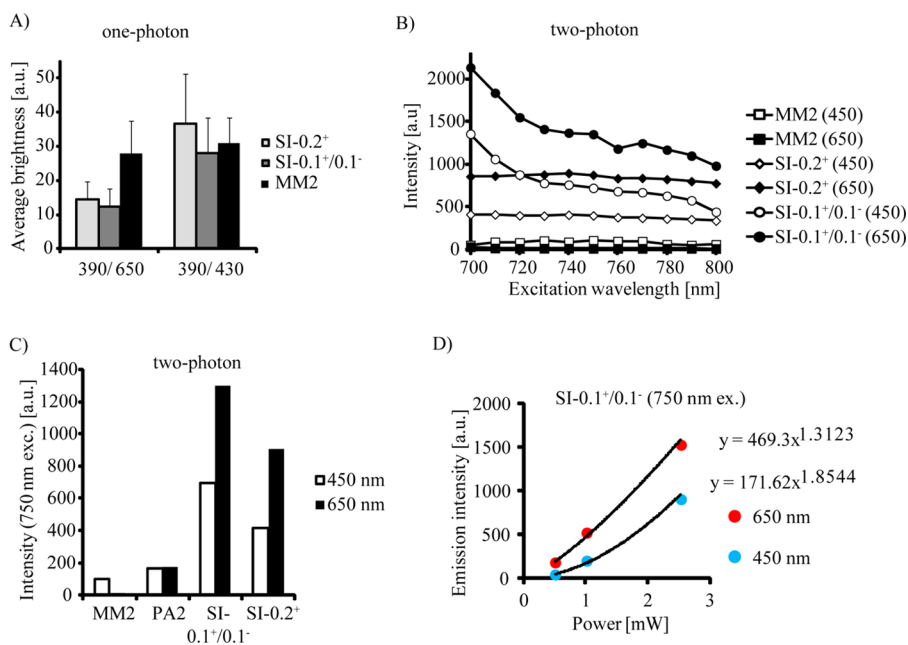 A)
one-photon
Average brightness [a.u.]
50
40
30
20
10
0
390/650
390/430
SI-0.2⁺
SI-0.1⁺/0.1⁻
MM2
B)
two-photon
Intensity [a.u]
2000
1500
1000
500
0
700 720 740 760 780 800
Excitation wavelength [nm]
MM2 (450)
MM2 (650)
SI-0.2⁺ (450)
SI-0.2⁺ (650)
SI-0.1⁺/0.1⁻ (450)
SI-0.1⁺/0.1⁻ (650)
C)
two-photon
Intensity (750 nm exc.) [a.u.]
1400
1200
1000
800
600
400
200
0
MM2 PA2 SI- SI-0.2⁺
0.1⁺/0.1⁻
450 nm
650 nm
D)
SI-0.1⁺/0.1⁻ (750 nm ex.)
Emission intensity [a.u.]
2000
1500
1000
500
0
0 1 2 3
Power [mW]
y = 469.3x^1.3123
y = 171.62x^1.8544
650 nm
450 nm